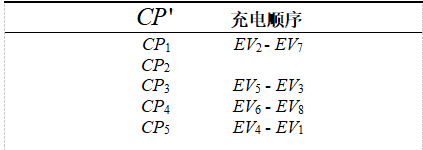 CP' 充电顺序
CP1 EV2 - EV7
CP2
CP3 EV5 - EV3
CP4 EV6 - EV8
CP5 EV4 - EV1